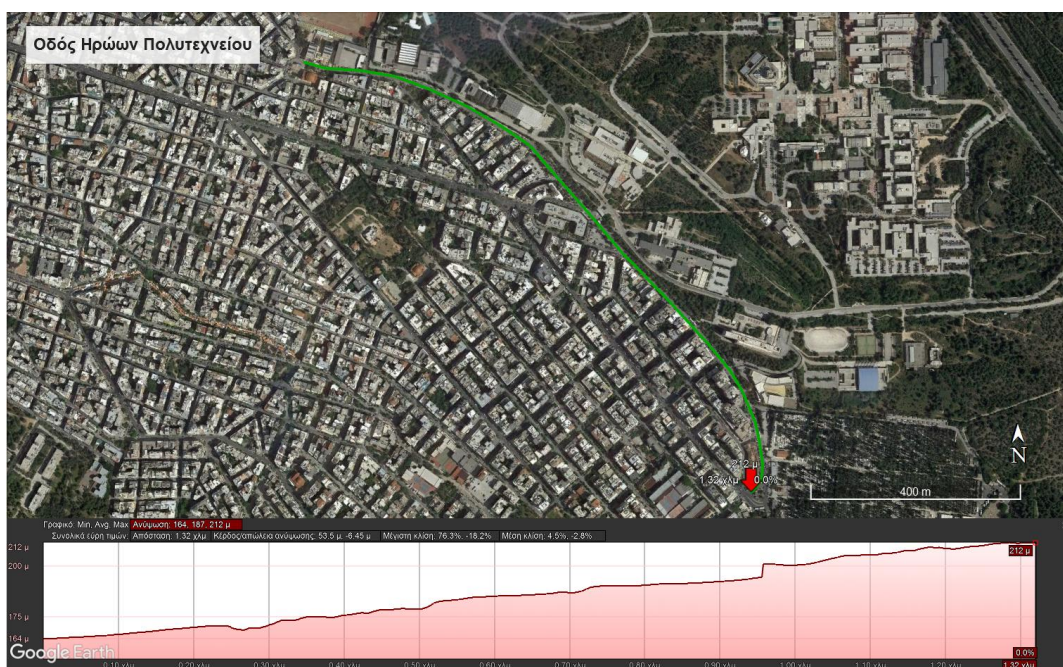 Οδός Ηρώων Πολυτεχνείου
212 μ
1.32 χλμ 0.0%
N
400 m
Γραφικό: Min, Avg, Max Ανύψωση: 164, 187, 212 μ
Συνολικά εύρη τιμών: Απόσταση: 1.32 χλμ Κέρδος/απώλεια ανύψωσης: 53.5 μ, -6.45 μ Μέγιστη κλίση: 76.3%, -18.2% Μέση κλίση: 4.5%, -2.8%
212 μ 212 μ
200 μ
175 μ
164 μ
Google Earth 0.0%
0.10 χλμ 0.20 χλμ 0.30 χλμ 0.40 χλμ 0.50 χλμ 0.60 χλμ 0.70 χλμ 0.80 χλμ 0.90 χλμ 1.00 χλμ 1.10 χλμ 1.20 χλμ 1.32 χλμ